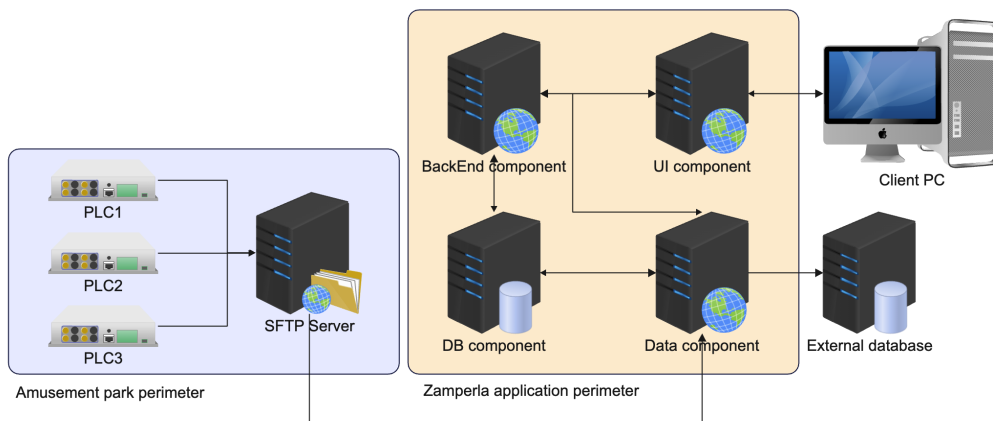 BackEnd component
UI component
Client PC
PLC1
PLC2
PLC3
SFTP Server
DB component
Data component
External database
Amusement park perimeter
Zamperla application perimeter